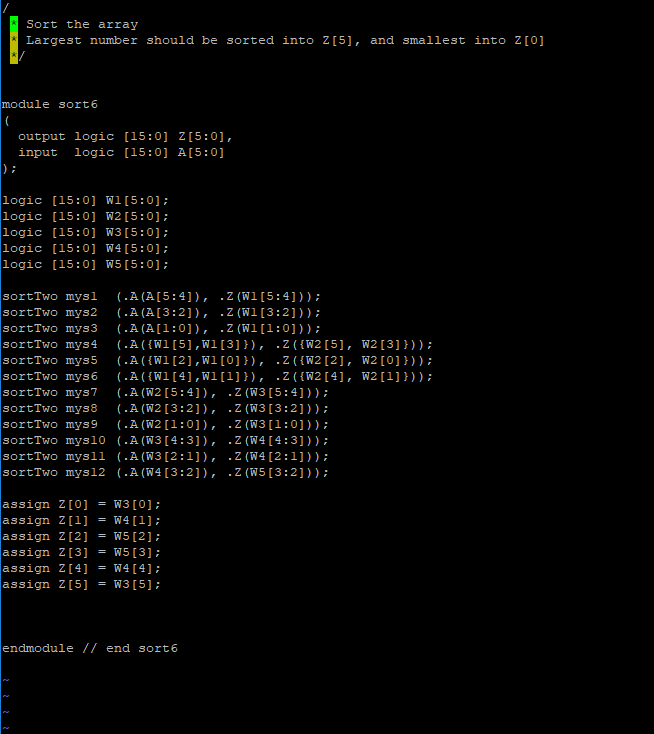 /
 * Sort the array
 * Largest number should be sorted into Z[5], and smallest into Z[0]
 */
module sort6
(
  output logic [15:0] Z[5:0],
  input  logic [15:0] A[5:0]
);
logic [15:0] W1[5:0];
logic [15:0] W2[5:0];
logic [15:0] W3[5:0];
logic [15:0] W4[5:0];
logic [15:0] W5[5:0];
sortTwo mys1  (.A(A[5:4]), .Z(W1[5:4]));
sortTwo mys2  (.A(A[3:2]), .Z(W1[3:2]));
sortTwo mys3  (.A(A[1:0]), .Z(W1[1:0]));
sortTwo mys4  (.A({W1[5],W1[3]}), .Z({W2[5], W2[3]}));
sortTwo mys5  (.A({W1[2],W1[0]}), .Z({W2[2], W2[0]}));
sortTwo mys6  (.A({W1[4],W1[1]}), .Z({W2[4], W2[1]}));
sortTwo mys7  (.A(W2[5:4]), .Z(W3[5:4]));
sortTwo mys8  (.A(W2[3:2]), .Z(W3[3:2]));
sortTwo mys9  (.A(W2[1:0]), .Z(W3[1:0]));
sortTwo mys10 (.A(W3[4:3]), .Z(W4[4:3]));
sortTwo mys11 (.A(W3[2:1]), .Z(W4[2:1]));
sortTwo mys12 (.A(W4[3:2]), .Z(W5[3:2]));
assign Z[0] = W3[0];
assign Z[1] = W4[1];
assign Z[2] = W5[2];
assign Z[3] = W5[3];
assign Z[4] = W4[4];
assign Z[5] = W3[5];
endmodule // end sort6
~
~
~
~